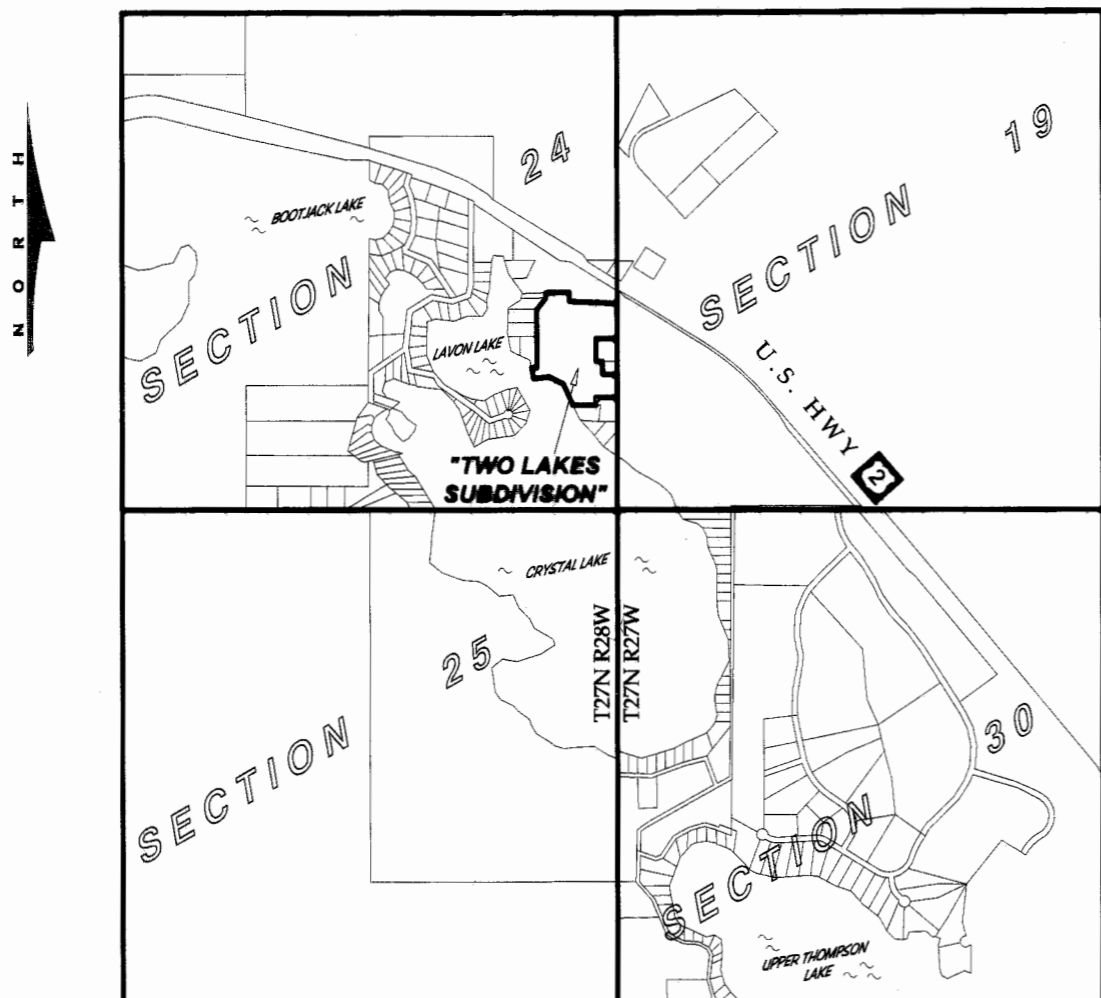 NORTH
SECTION 24
BOOTJACK LAKE
LAVON LAKE
"TWO LAKES
SUBDIVISION"
SECTION 19
U.S. HWY 2
SECTION 25
CRYSTAL LAKE
T27N R28W
T27N R27W
SECTION 30
UPPER THOMPSON
LAKE